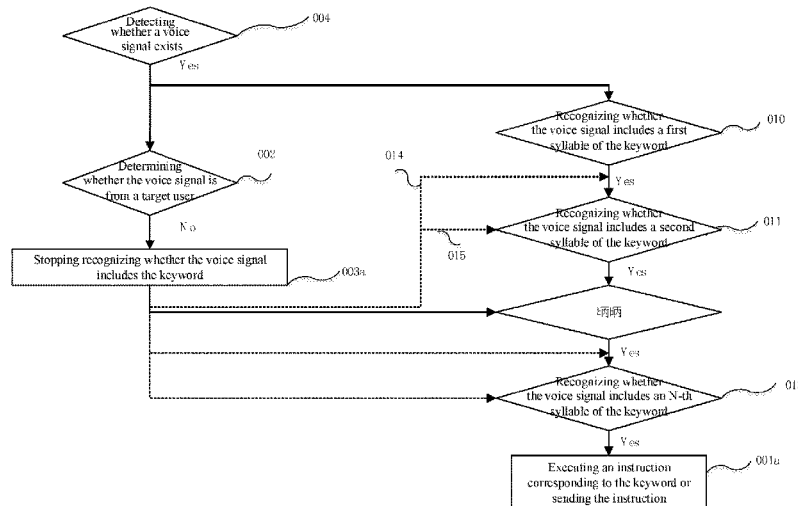 Detecting
whether a voice
signal exists
004
Yes
Recognizing whether
the voice signal includes a first
syllable of the keyword
010
Determining
whether the voice signal is
from a target user
002
014
Yes
No
Recognizing whether
the voice signal includes a second
syllable of the keyword
011
015
Stopping recognizing whether the voice signal
includes the keyword
003a
Yes
Yes
Recognizing whether
the voice signal includes an N-th
syllable of the keyword
01
Yes
Executing an instruction
corresponding to the keyword or
sending the instruction
001a